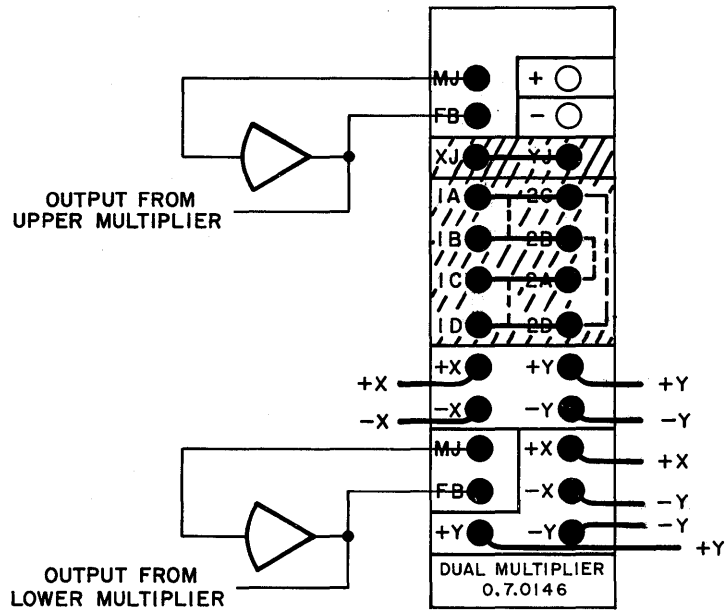 MJ +
FB -
XJ YJ
OUTPUT FROM
UPPER MULTIPLIER
1A 2C
1B 2B
1C 2A
1D 2D
+X +Y
+X +Y
-X -Y
-X -Y
MJ +X
+X
FB -X
-Y
-Y
+Y -Y
+Y
OUTPUT FROM
LOWER MULTIPLIER
DUAL MULTIPLIER
0.7.0146